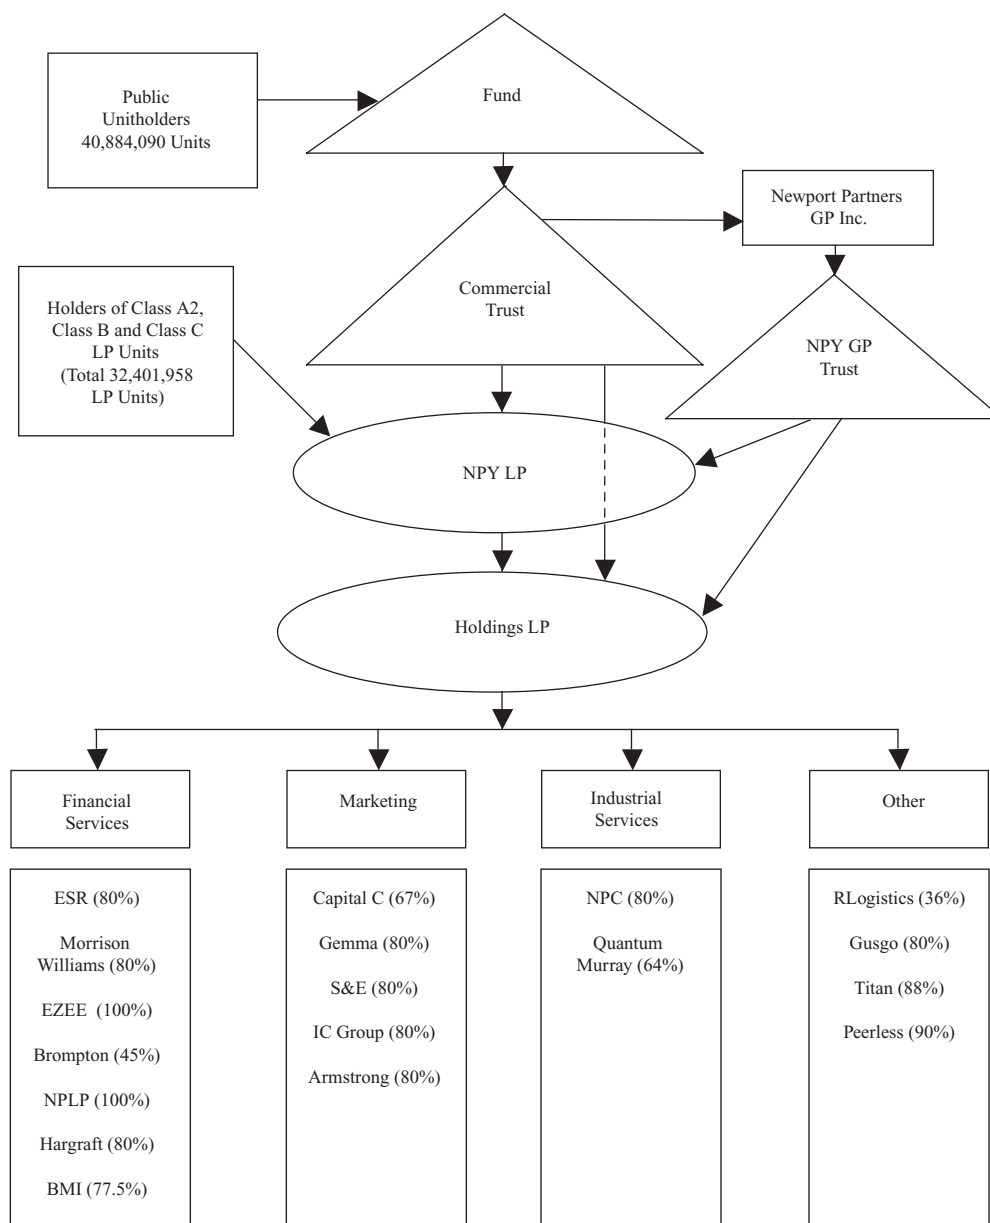 Public
Unitholders
40,884,090 Units
Fund
Newport Partners
GP Inc.
Holders of Class A2,
Class B and Class C
LP Units
(Total 32,401,958
LP Units)
Commercial
Trust
NPY GP
Trust
NPY LP
Holdings LP
Financial
Services
Marketing
Industrial
Services
Other
ESR (80%)
Morrison
Williams (80%)
EZEE (100%)
Brompton (45%)
NPLP (100%)
Hargraft (80%)
BMI (77.5%)
Capital C (67%)
Gemma (80%)
S&E (80%)
IC Group (80%)
Armstrong (80%)
NPC (80%)
Quantum
Murray (64%)
RLogistics (36%)
Gusgo (80%)
Titan (88%)
Peerless (90%)